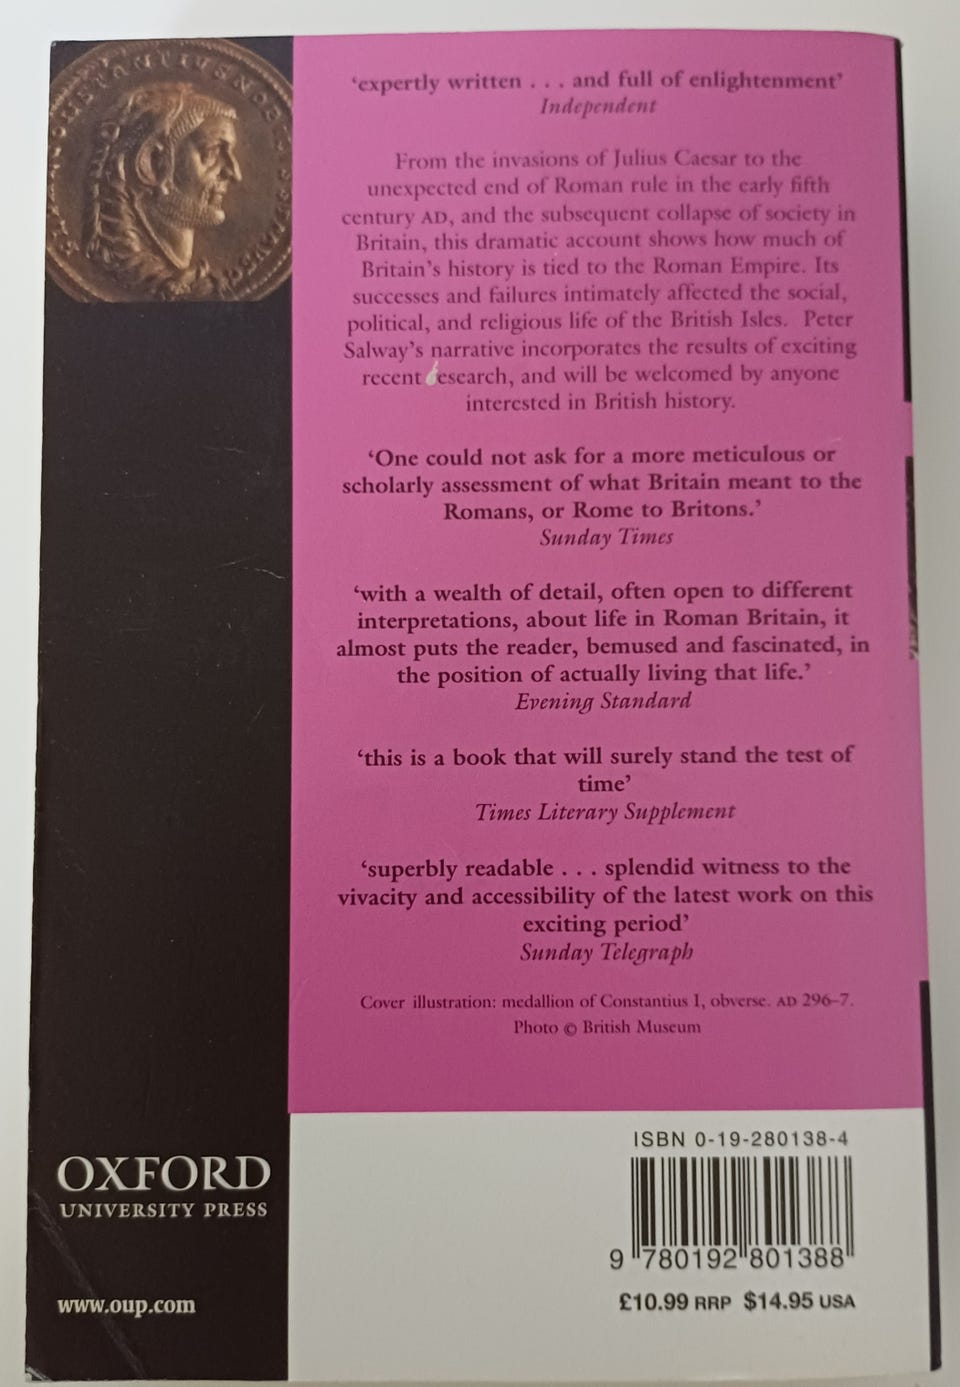 CONSTANTIUS NOB
'expertly written . . . and full of enlightenment'
Independent
From the invasions of Julius Caesar to the
unexpected end of Roman rule in the early fifth
century AD, and the subsequent collapse of society in
Britain, this dramatic account shows how much of
Britain's history is tied to the Roman Empire. Its
successes and failures intimately affected the social,
political, and religious life of the British Isles. Peter
Salway's narrative incorporates the results of exciting
recent esearch, and will be welcomed by anyone
interested in British history.
'One could not ask for a more meticulous or
scholarly assessment of what Britain meant to the
Romans, or Rome to Britons.'
Sunday Times
'with a wealth of detail, often open to different
interpretations, about life in Roman Britain, it
almost puts the reader, bemused and fascinated, in
the position of actually living that life.'
Evening Standard
'this is a book that will surely stand the test of
time'
Times Literary Supplement
'superbly readable . . . splendid witness to the
vivacity and accessibility of the latest work on this
exciting period'
Sunday Telegraph
Cover illustration: medallion of Constantius I, obverse. AD 296–7.
Photo © British Museum
OXFORD
UNIVERSITY PRESS
www.oup.com
ISBN 0-19-280138-4
9 780192 801388
£10.99 RRP $14.95 USA